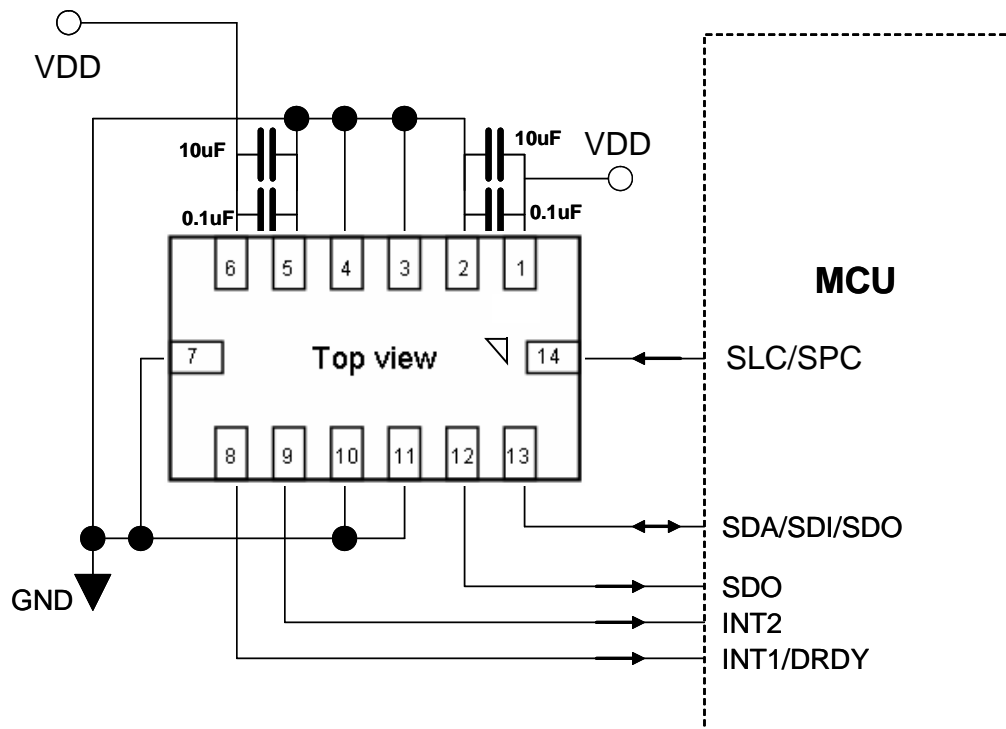 VDD
10uF
10uF
VDD
0.1uF
0.1uF
6 5 4 3 2 1
MCU
7
Top view
14
SLC/SPC
8 9 10 11 12 13
SDA/SDI/SDO
SDO
GND
INT2
INT1/DRDY